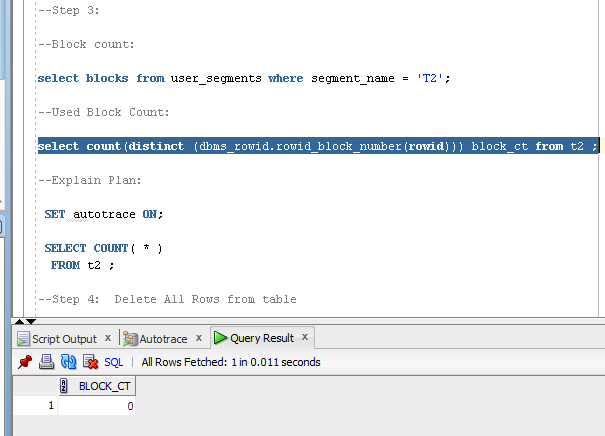 --Step 3:
--Block count:
select blocks from user_segments where segment_name = 'T2';
--Used Block Count:
select count(distinct (dbms_rowid.rowid_block_number(rowid))) block_ct from t2 ;
--Explain Plan:
SET autotrace ON;
SELECT COUNT( * )
FROM t2 ;
--Step 4:  Delete All Rows from table
Script Output x Autotrace x Query Result x
SQL | All Rows Fetched: 1 in 0.011 seconds
BLOCK_CT
1 0